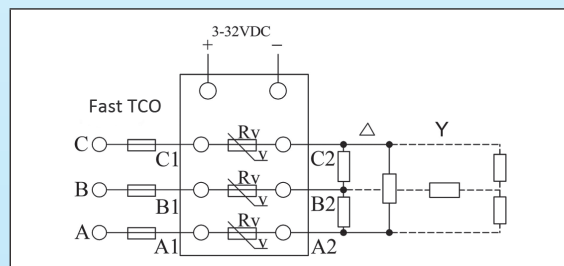 3-32VDC
+ −
Fast TCO
Rv △ Y
C C1 v C2
Rv
B B1 v B2
Rv
A A1 v A2